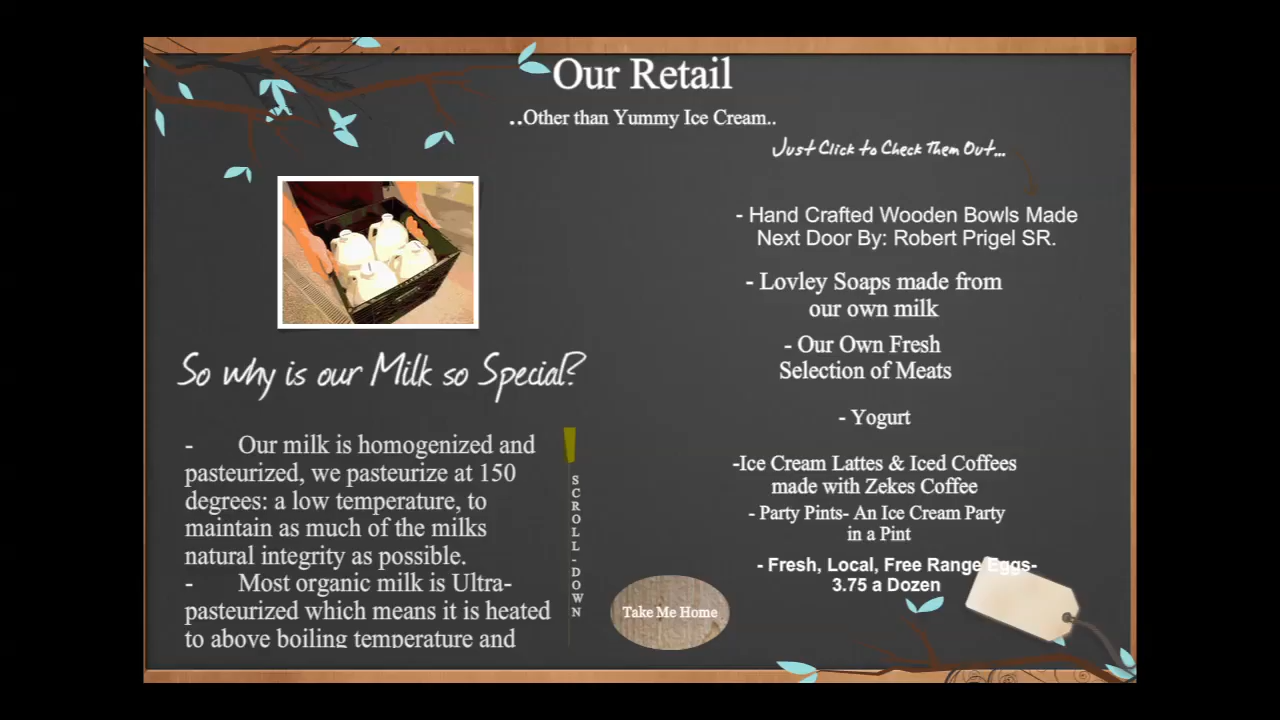 Our Retail
..Other than Yummy Ice Cream..
Just Click to Check Them Out...
- Hand Crafted Wooden Bowls Made
Next Door By: Robert Prigel SR.
- Lovley Soaps made from
our own milk
- Our Own Fresh
Selection of Meats
- Yogurt
-Ice Cream Lattes & Iced Coffees
made with Zekes Coffee
- Party Pints- An Ice Cream Party
in a Pint
- Fresh, Local, Free Range Eggs-
3.75 a Dozen
So why is our Milk so Special?
- Our milk is homogenized and
pasteurized, we pasteurize at 150
degrees: a low temperature, to
maintain as much of the milks
natural integrity as possible.
- Most organic milk is Ultra-
pasteurized which means it is heated
to above boiling temperature and
SCROLL-DOWN
Take Me Home